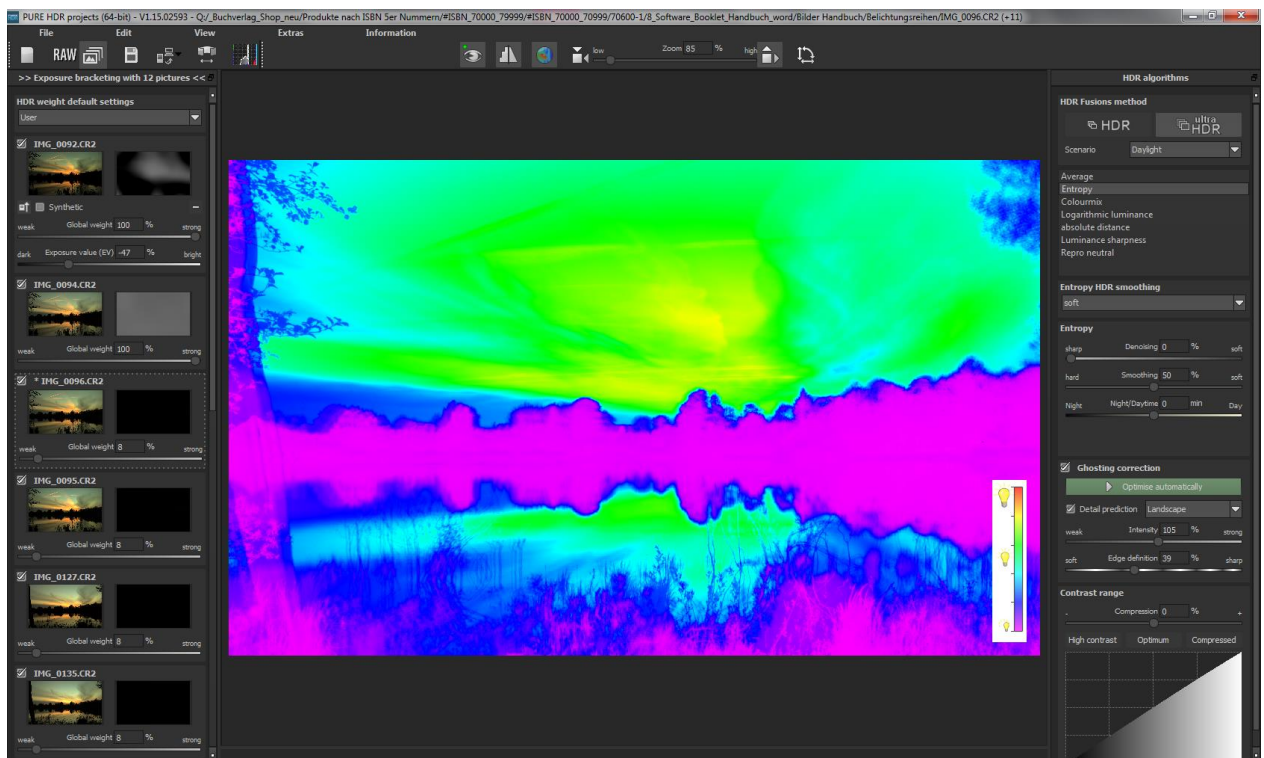 PURE HDR projects (64-bit) - V1.15.02593 - Q:/_Buchverlag_Shop_neu/Produkte nach ISBN 5er Nummern/#ISBN_70000_79999/#ISBN_70000_70999/70600-1/8_Software_Booklet_Handbuch_word/Bilder Handbuch/Belichtungsreihen/IMG_0096.CR2 (+11)
File Edit View Extras Information
RAW
low Zoom 85 % high
>> Exposure bracketing with 12 pictures <<
HDR weight default settings
User
IMG_0092.CR2
Synthetic
Global weight 100 %
weak strong
Exposure value (EV) -47 %
dark bright
IMG_0094.CR2
Global weight 100 %
weak strong
* IMG_0096.CR2
Global weight 8 %
weak strong
IMG_0095.CR2
Global weight 8 %
weak strong
IMG_0127.CR2
Global weight 8 %
weak strong
IMG_0135.CR2
Global weight 8 %
weak strong
HDR algorithms
HDR Fusions method
HDR ultra HDR
Scenario Daylight
Average
Entropy
Colourmix
Logarithmic luminance
absolute distance
Luminance sharpness
Repro neutral
Entropy HDR smoothing
soft
Entropy
sharp Denoising 0 % soft
hard Smoothing 50 % soft
Night Night/Daytime 0 min Day
Ghosting correction
Optimise automatically
Detail prediction Landscape
weak Intensity 105 % strong
soft Edge definition 39 % sharp
Contrast range
- Compression 0 % +
High contrast Optimum Compressed